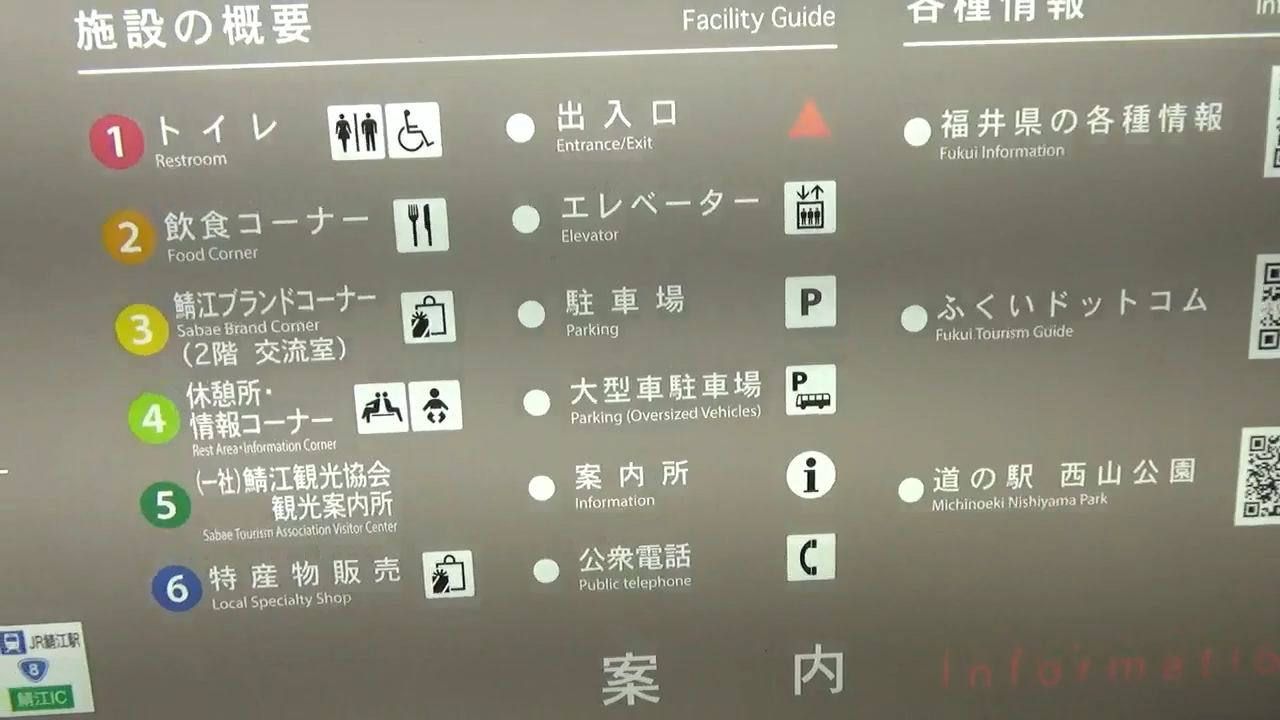 施設の概要
Facility Guide
1
トイレ
Restroom
2
飲食コーナー
Food Corner
3
鯖江ブランドコーナー
Sabae Brand Corner
(2階 交流室)
4
休憩所・
情報コーナー
Rest Area・Information Corner
5
(一社)鯖江観光協会
観光案内所
Sabae Tourism Association Visitor Center
6
特産物販売
Local Specialty Shop
出入口
Entrance/Exit
エレベーター
Elevator
駐車場
Parking
P
大型車駐車場
Parking (Oversized Vehicles)
P
案内所
Information
i
公衆電話
Public telephone
各種情報
福井県の各種情報
Fukui Information
ふくいドットコム
Fukui Tourism Guide
道の駅 西山公園
Michinoeki Nishiyama Park
JR鯖江駅
8
鯖江IC
案内